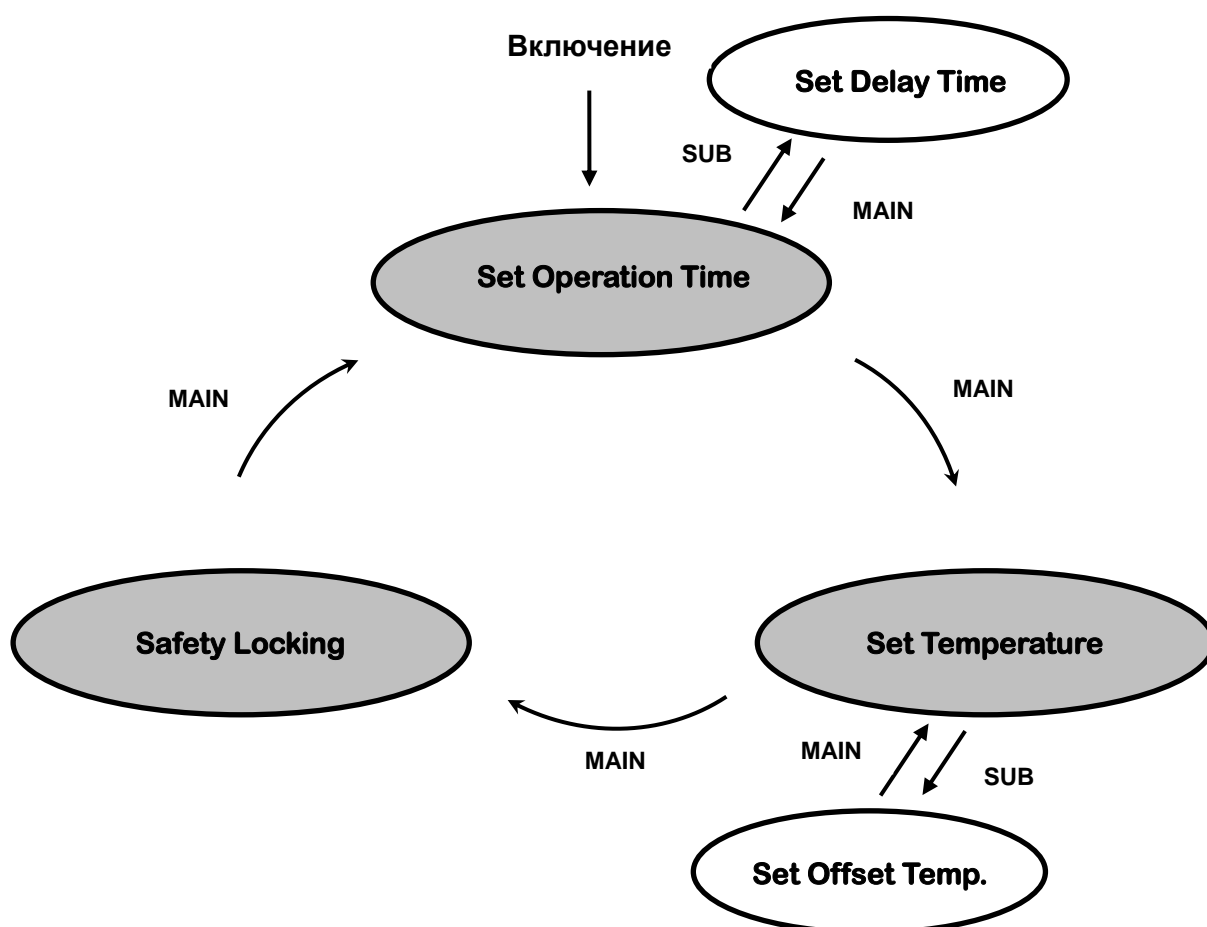 Включение
Set Delay Time
SUB
MAIN
Set Operation Time
MAIN
MAIN
Safety Locking
Set Temperature
MAIN
MAIN
SUB
Set Offset Temp.